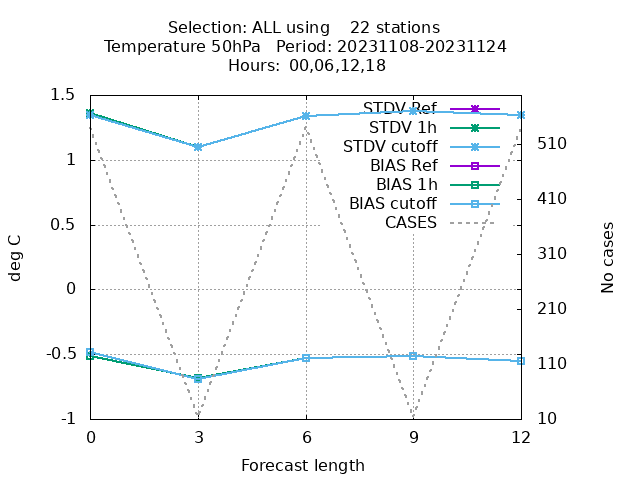 Selection: ALL using    22 stations
Temperature 50hPa   Period: 20231108-20231124
Hours: 00,06,12,18
1.5
1
0.5
0
-0.5
-1
deg C
STDV Ref
STDV 1h
STDV cutoff
BIAS Ref
BIAS 1h
BIAS cutoff
CASES
510
410
310
210
110
10
No cases
0 3 6 9 12
Forecast length